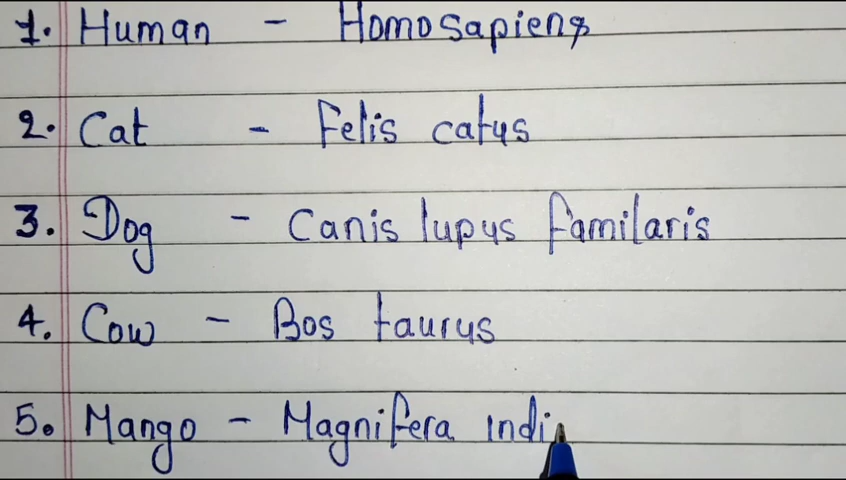 1. Human - Homosapiens
2. Cat - Felis catus
3. Dog - Canis lupus familaris
4. Cow - Bos taurus
5. Mango - Magnifera indi